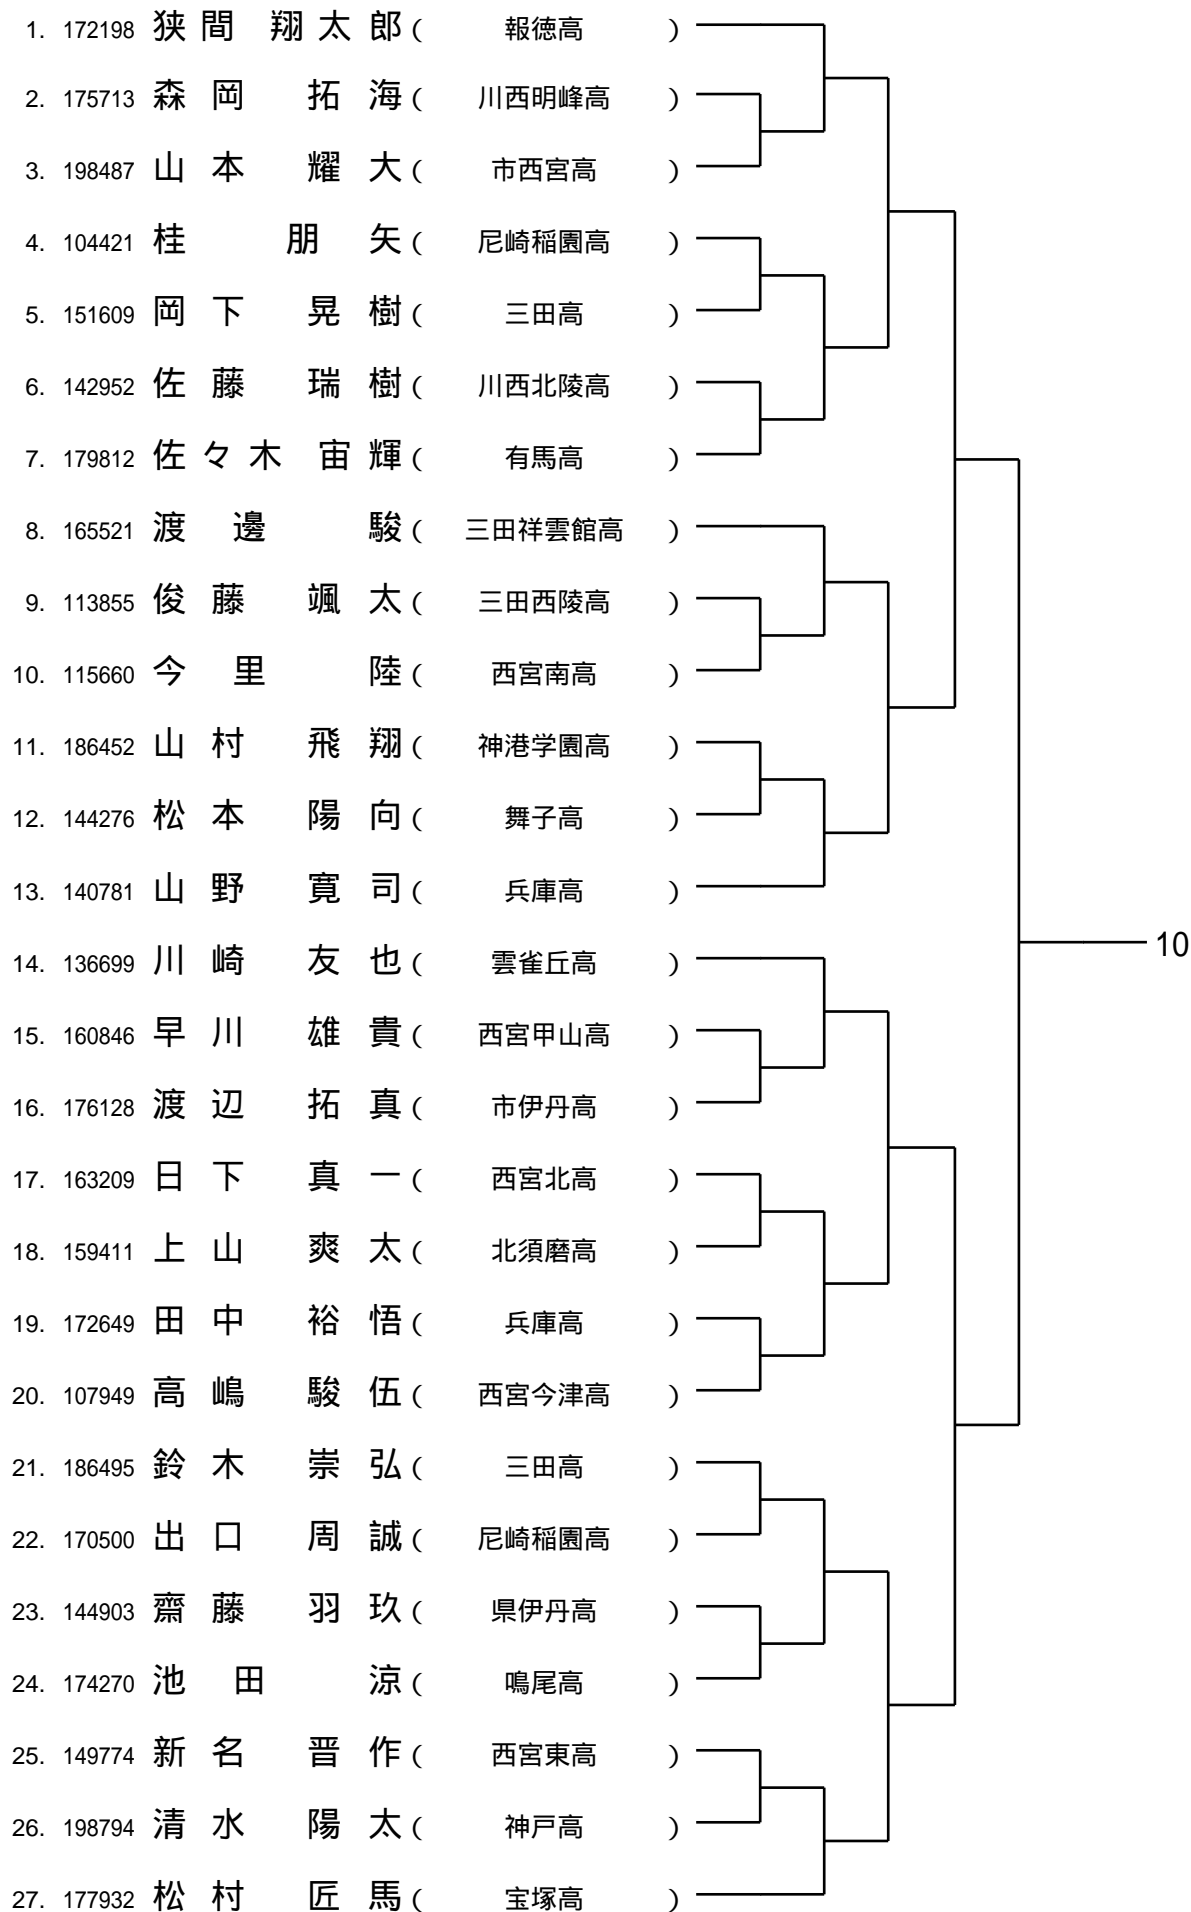 1. 172198 狭間 翔太郎 ( 報徳高 )
2. 175713 森岡 拓海 ( 川西明峰高 )
3. 198487 山本 耀大 ( 市西宮高 )
4. 104421 桂 朋矢 ( 尼崎稲園高 )
5. 151609 岡下 晃樹 ( 三田高 )
6. 142952 佐藤 瑞樹 ( 川西北陵高 )
7. 179812 佐々木 宙輝 ( 有馬高 )
8. 165521 渡邊 駿 ( 三田祥雲館高 )
9. 113855 俊藤 颯太 ( 三田西陵高 )
10. 115660 今里 陸 ( 西宮南高 )
11. 186452 山村 飛翔 ( 神港学園高 )
12. 144276 松本 陽向 ( 舞子高 )
13. 140781 山野 寛司 ( 兵庫高 )
10
14. 136699 川崎 友也 ( 雲雀丘高 )
15. 160846 早川 雄貴 ( 西宮甲山高 )
16. 176128 渡辺 拓真 ( 市伊丹高 )
17. 163209 日下 真一 ( 西宮北高 )
18. 159411 上山 爽太 ( 北須磨高 )
19. 172649 田中 裕悟 ( 兵庫高 )
20. 107949 高嶋 駿伍 ( 西宮今津高 )
21. 186495 鈴木 崇弘 ( 三田高 )
22. 170500 出口 周誠 ( 尼崎稲園高 )
23. 144903 齋藤 羽玖 ( 県伊丹高 )
24. 174270 池田 涼 ( 鳴尾高 )
25. 149774 新名 晋作 ( 西宮東高 )
26. 198794 清水 陽太 ( 神戸高 )
27. 177932 松村 匠馬 ( 宝塚高 )